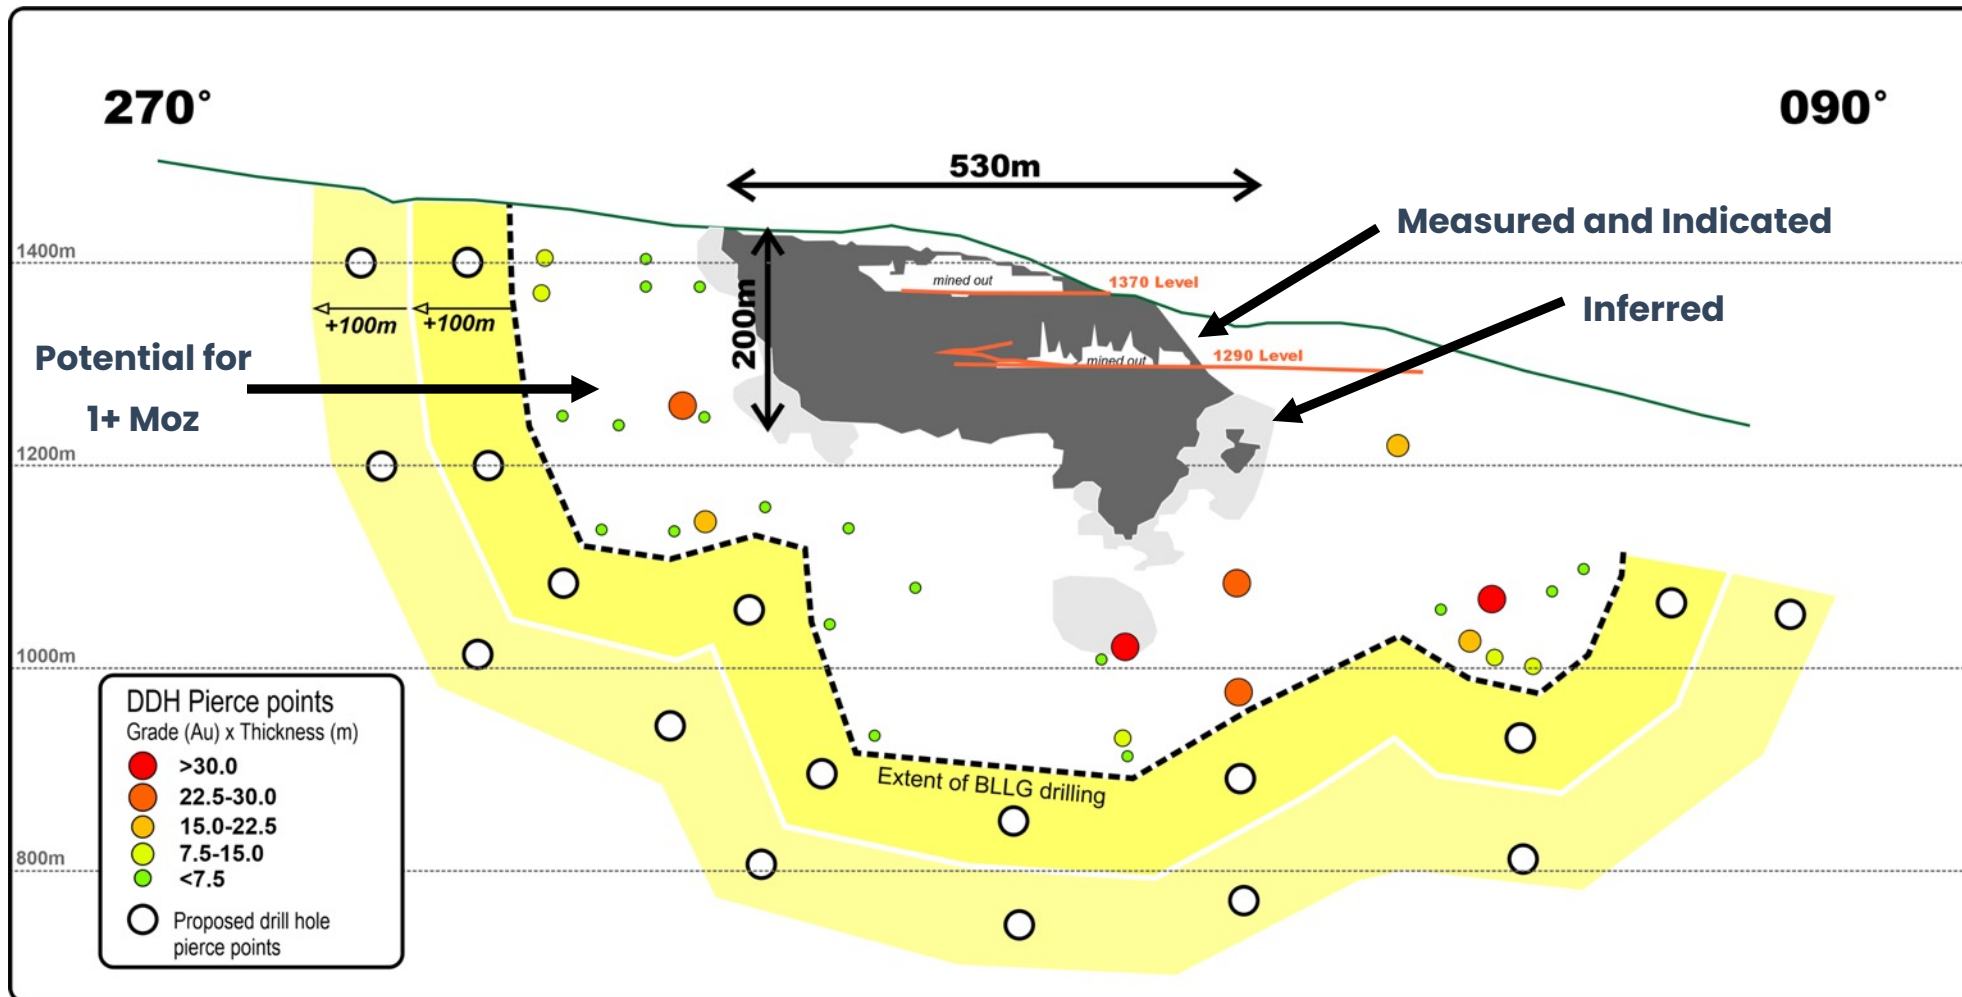 270°
090°
530m
Measured and Indicated
1400m
mined out
1370 Level
Inferred
+100m
+100m
200m
Potential for
1+ Moz
mined out
1290 Level
1200m
1000m
Extent of BLLG drilling
800m
DDH Pierce points
Grade (Au) x Thickness (m)
>30.0
22.5-30.0
15.0-22.5
7.5-15.0
<7.5
Proposed drill hole
pierce points